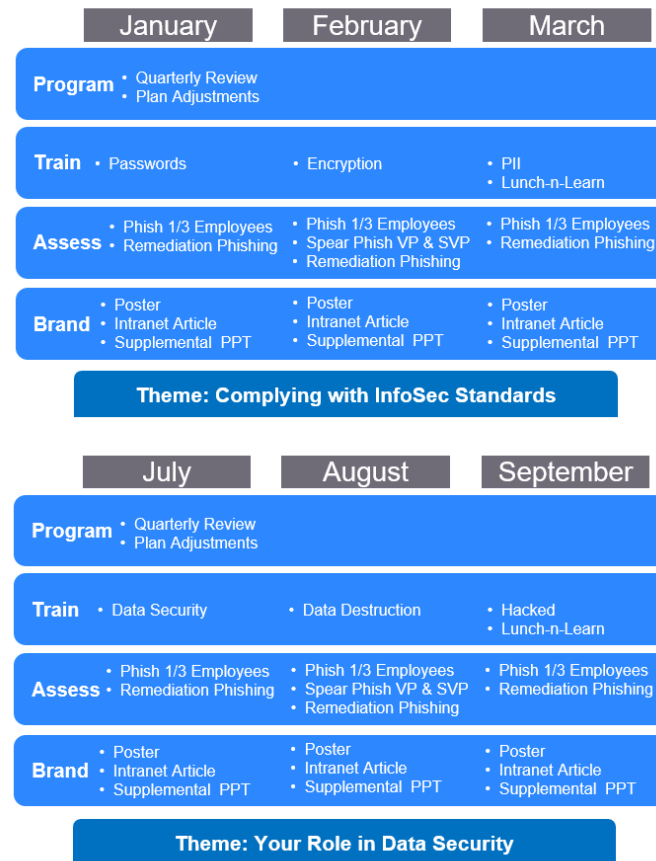 January February March
Program
• Quarterly Review
• Plan Adjustments
Train
• Passwords
• Encryption
• PII
• Lunch-n-Learn
Assess
• Phish 1/3 Employees
• Remediation Phishing
• Phish 1/3 Employees
• Spear Phish VP & SVP
• Remediation Phishing
• Phish 1/3 Employees
• Remediation Phishing
Brand
• Poster
• Intranet Article
• Supplemental PPT
• Poster
• Intranet Article
• Supplemental PPT
• Poster
• Intranet Article
• Supplemental PPT
Theme: Complying with InfoSec Standards
July August September
Program
• Quarterly Review
• Plan Adjustments
Train
• Data Security
• Data Destruction
• Hacked
• Lunch-n-Learn
Assess
• Phish 1/3 Employees
• Remediation Phishing
• Phish 1/3 Employees
• Spear Phish VP & SVP
• Remediation Phishing
• Phish 1/3 Employees
• Remediation Phishing
Brand
• Poster
• Intranet Article
• Supplemental PPT
• Poster
• Intranet Article
• Supplemental PPT
• Poster
• Intranet Article
• Supplemental PPT
Theme: Your Role in Data Security